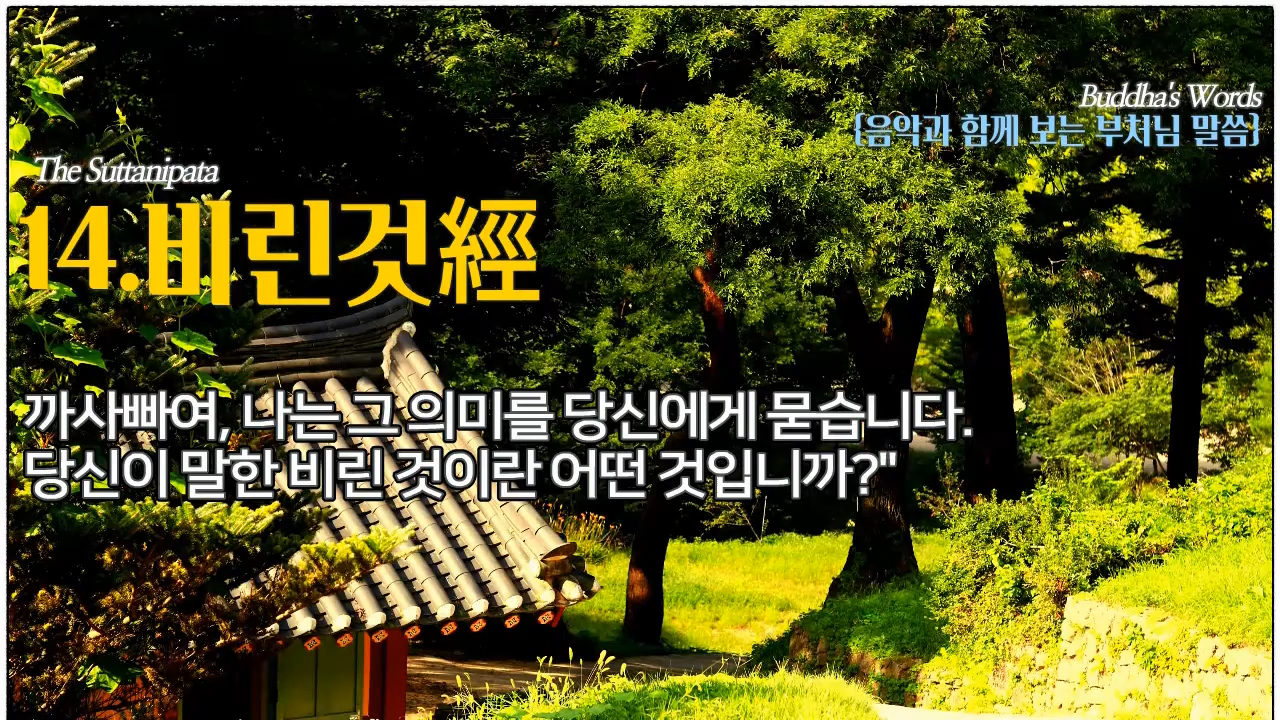 Buddha's Words
{음악과 함께 보는 부처님 말씀}
The Suttanipata
14.비린것經
까사빠여, 나는 그 의미를 당신에게 묻습니다.
당신이 말한 비린 것이란 어떤 것입니까?"